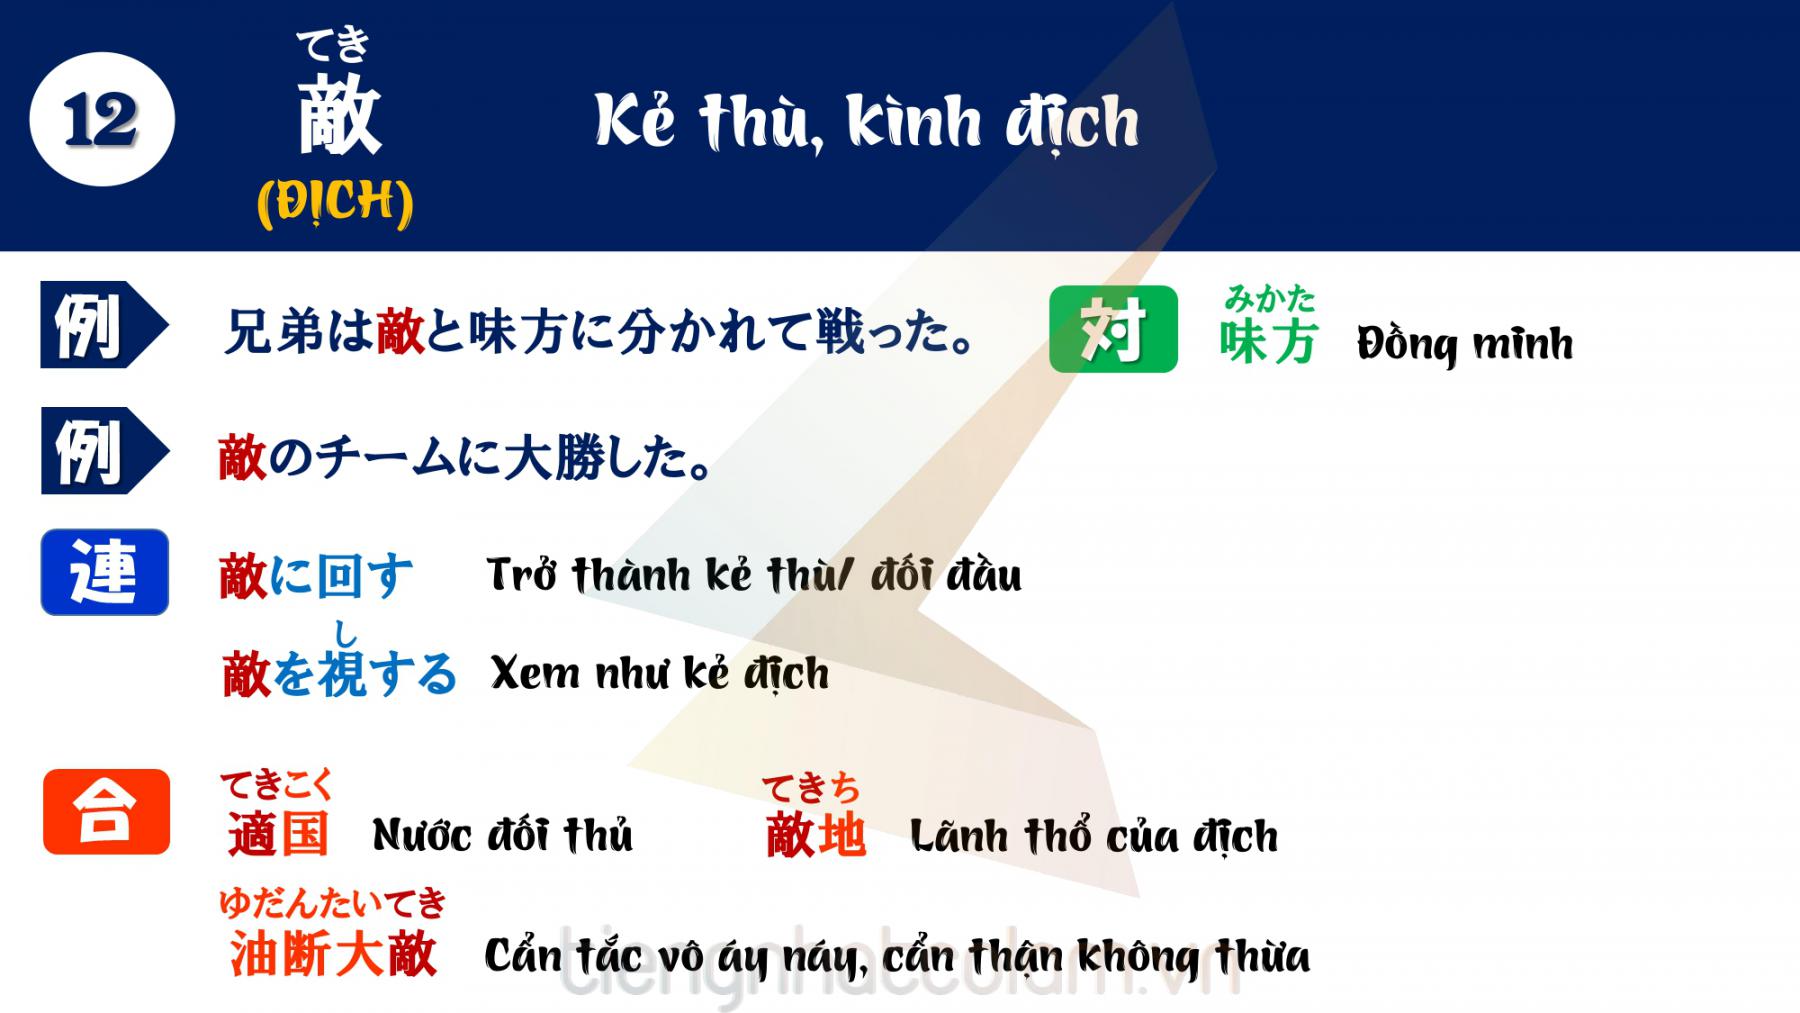 12
てき
敵
(ĐỊCH)
Kẻ thù, kình địch
例 兄弟は敵と味方に分かれて戦った。
対
みかた
味方 Đồng minh
例 敵のチームに大勝した。
連 敵に回す Trở thành kẻ thù/ đối đầu
し
敵を視する Xem như kẻ địch
合
てきこく
適国 Nước đối thủ
てきち
敵地 Lãnh thổ của địch
ゆだんたいてき
油断大敵 Cẩn tắc vô áy náy, cẩn thận không thừa
tiengnhatcolam.vn